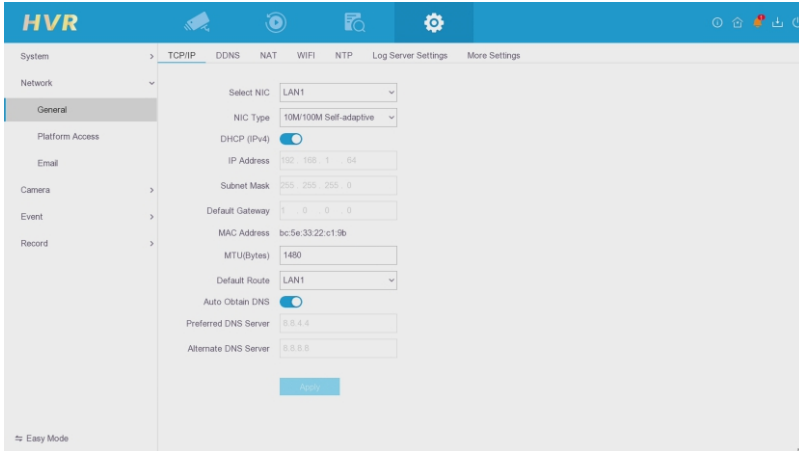 HVR
System
Network
General
Platform Access
Email
Camera
Event
Record
Easy Mode
TCP/IP DDNS NAT WIFI NTP Log Server Settings More Settings
Select NIC LAN1
NIC Type 10M/100M Self-adaptive
DHCP (IPv4)
IP Address 192 . 168 . 1 . 64
Subnet Mask 255 . 255 . 255 . 0
Default Gateway 1 . 0 . 0 . 0
MAC Address bc:5e:33:22:c1:9b
MTU(Bytes) 1480
Default Route LAN1
Auto Obtain DNS
Preferred DNS Server 8.8.4.4
Alternate DNS Server
Apply